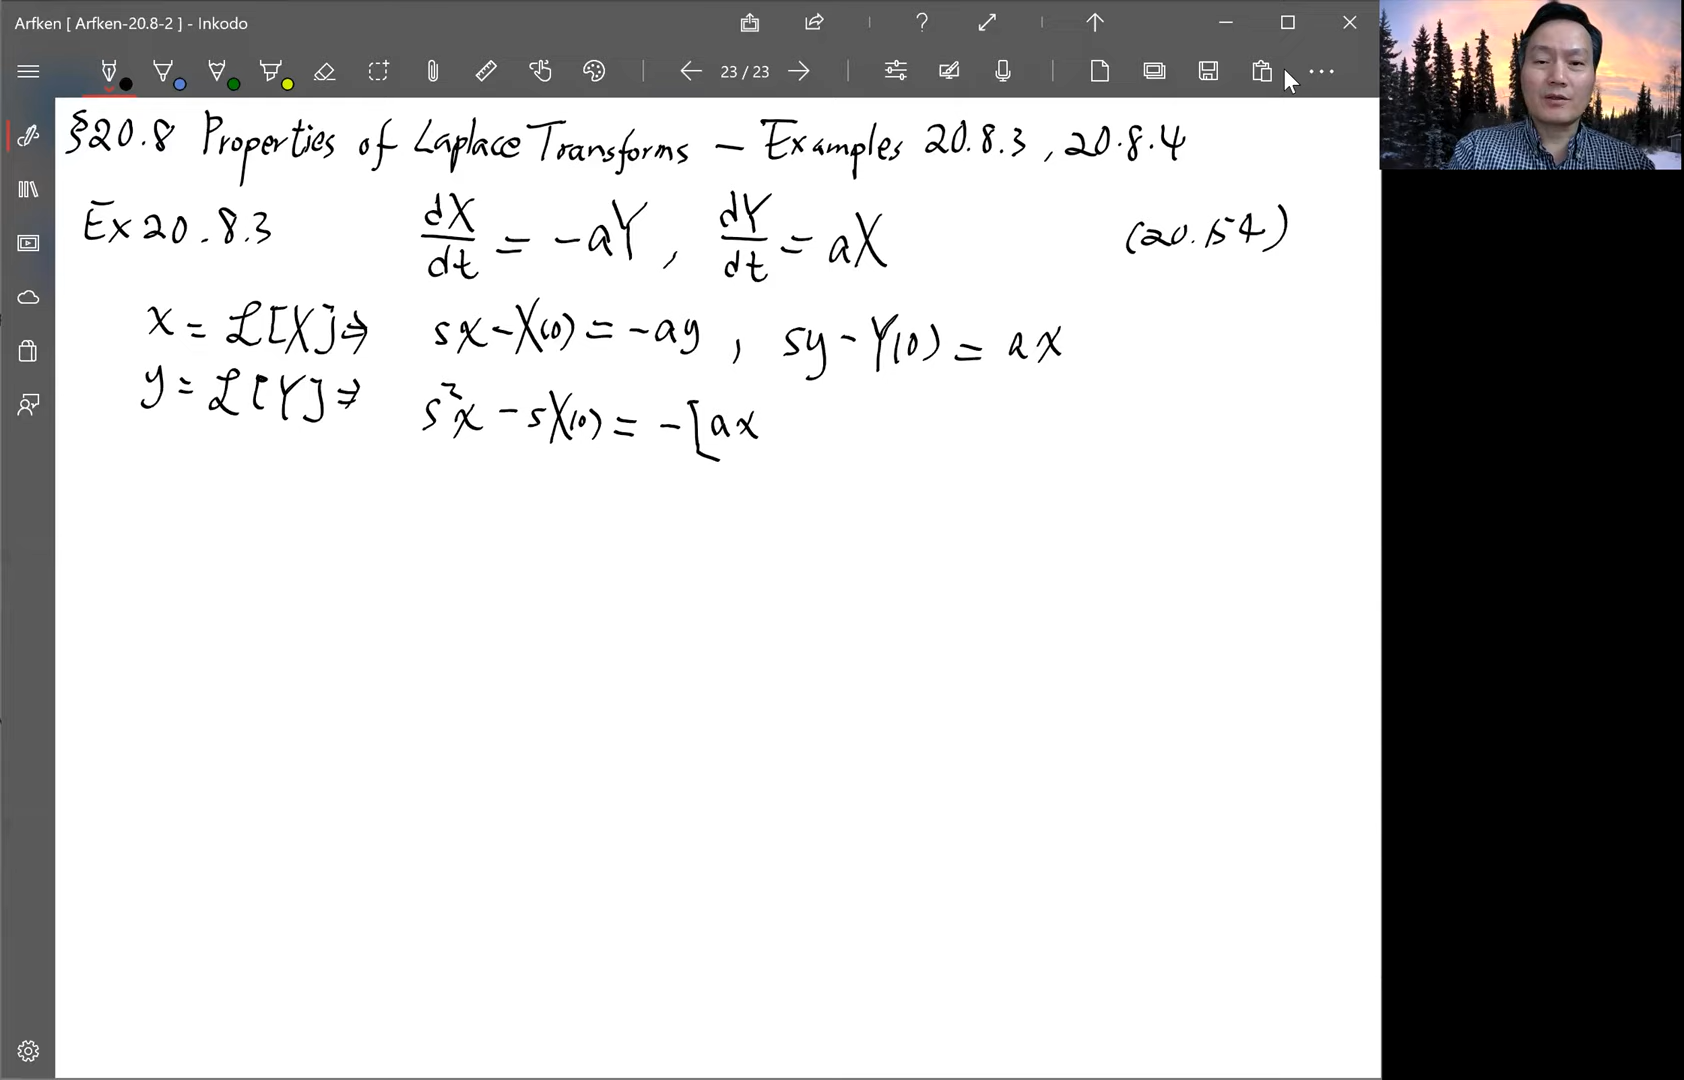 Arfken [ Arfken-20.8-2 ] - Inkodo
23 / 23
§20.8 Properties of Laplace Transforms — Examples 20.8.3, 20.8.4
Ex 20.8.3 dX/dt = -aY, dY/dt = aX (20.154)
x = ℒ[X] ⇒ sx - X(0) = -ay, sy - Y(0) = ax
y = ℒ[Y] ⇒ s²x - sX(0) = -[ax